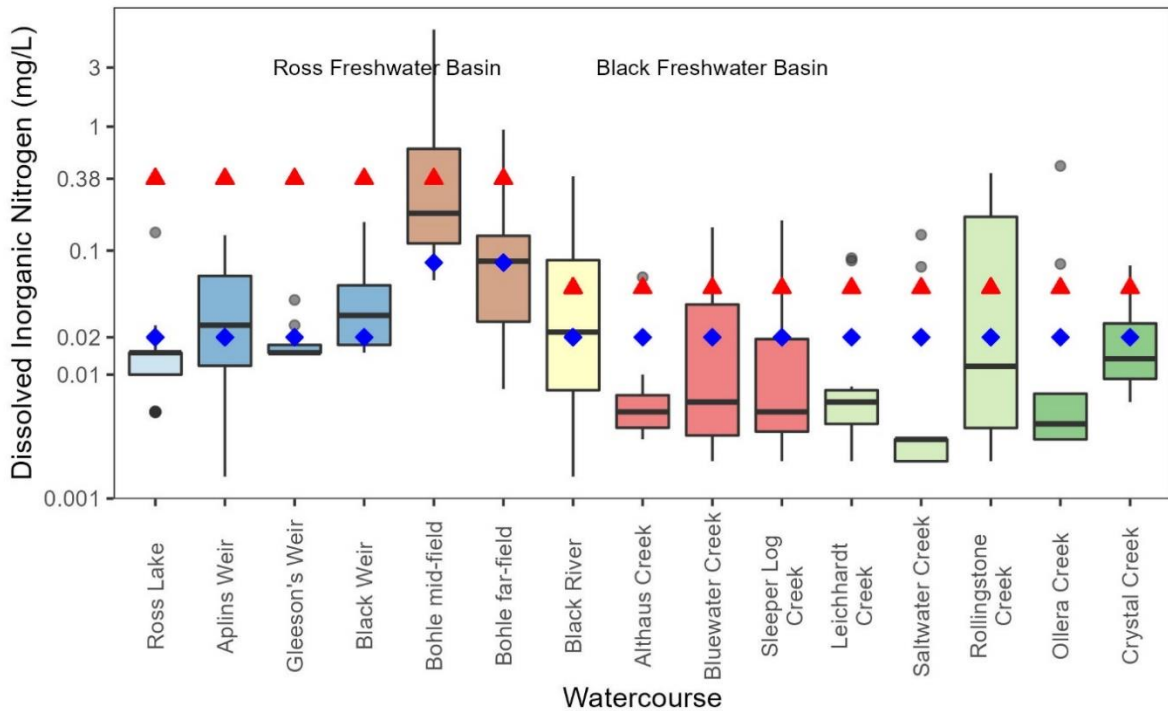 Dissolved Inorganic Nitrogen (mg/L)
3
1
0.38
0.1
0.02
0.01
0.001
Ross Freshwater Basin
Black Freshwater Basin
Ross Lake
Aplins Weir
Gleeson's Weir
Black Weir
Bohle mid-field
Bohle far-field
Black River
Althaus Creek
Bluewater Creek
Sleeper Log
Creek
Leichhardt
Creek
Saltwater Creek
Rollingstone
Creek
Ollera Creek
Crystal Creek
Watercourse